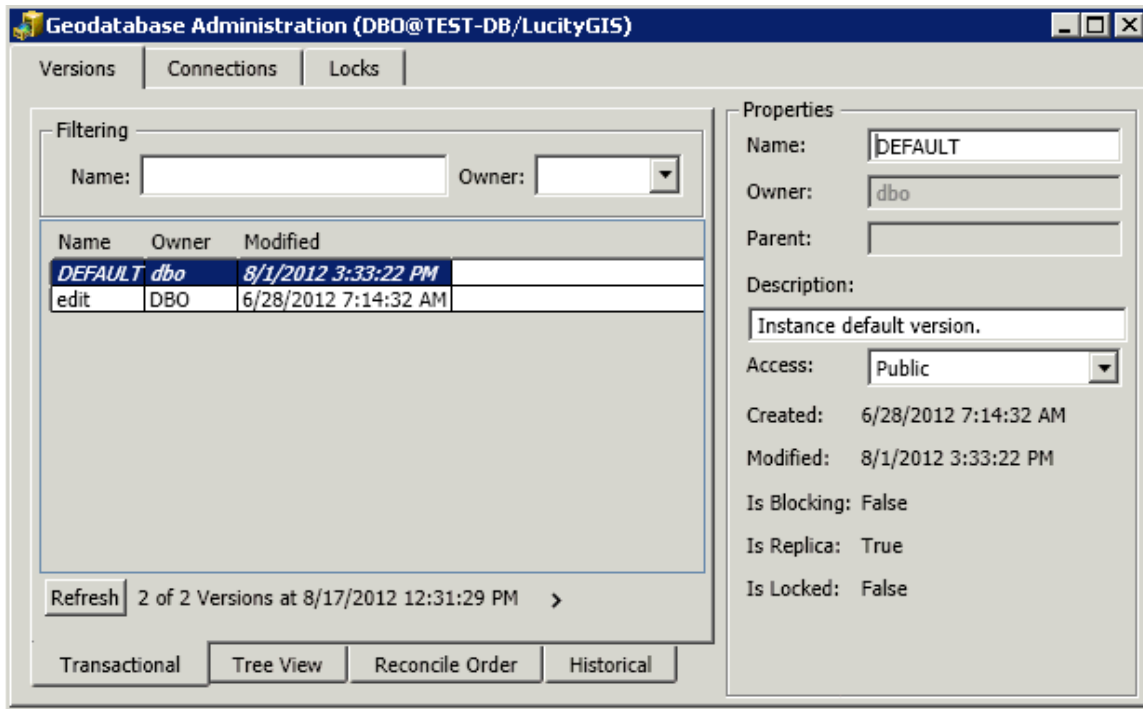 Geodatabase Administration (DBO@TEST-DB/LucityGIS)
Versions Connections Locks
Filtering
Name: Owner:
Name Owner Modified
DEFAULT dbo 8/1/2012 3:33:22 PM
edit DBO 6/28/2012 7:14:32 AM
Refresh 2 of 2 Versions at 8/17/2012 12:31:29 PM >
Transactional Tree View Reconcile Order Historical
Properties
Name: DEFAULT
Owner: dbo
Parent:
Description:
Instance default version.
Access: Public
Created: 6/28/2012 7:14:32 AM
Modified: 8/1/2012 3:33:22 PM
Is Blocking: False
Is Replica: True
Is Locked: False